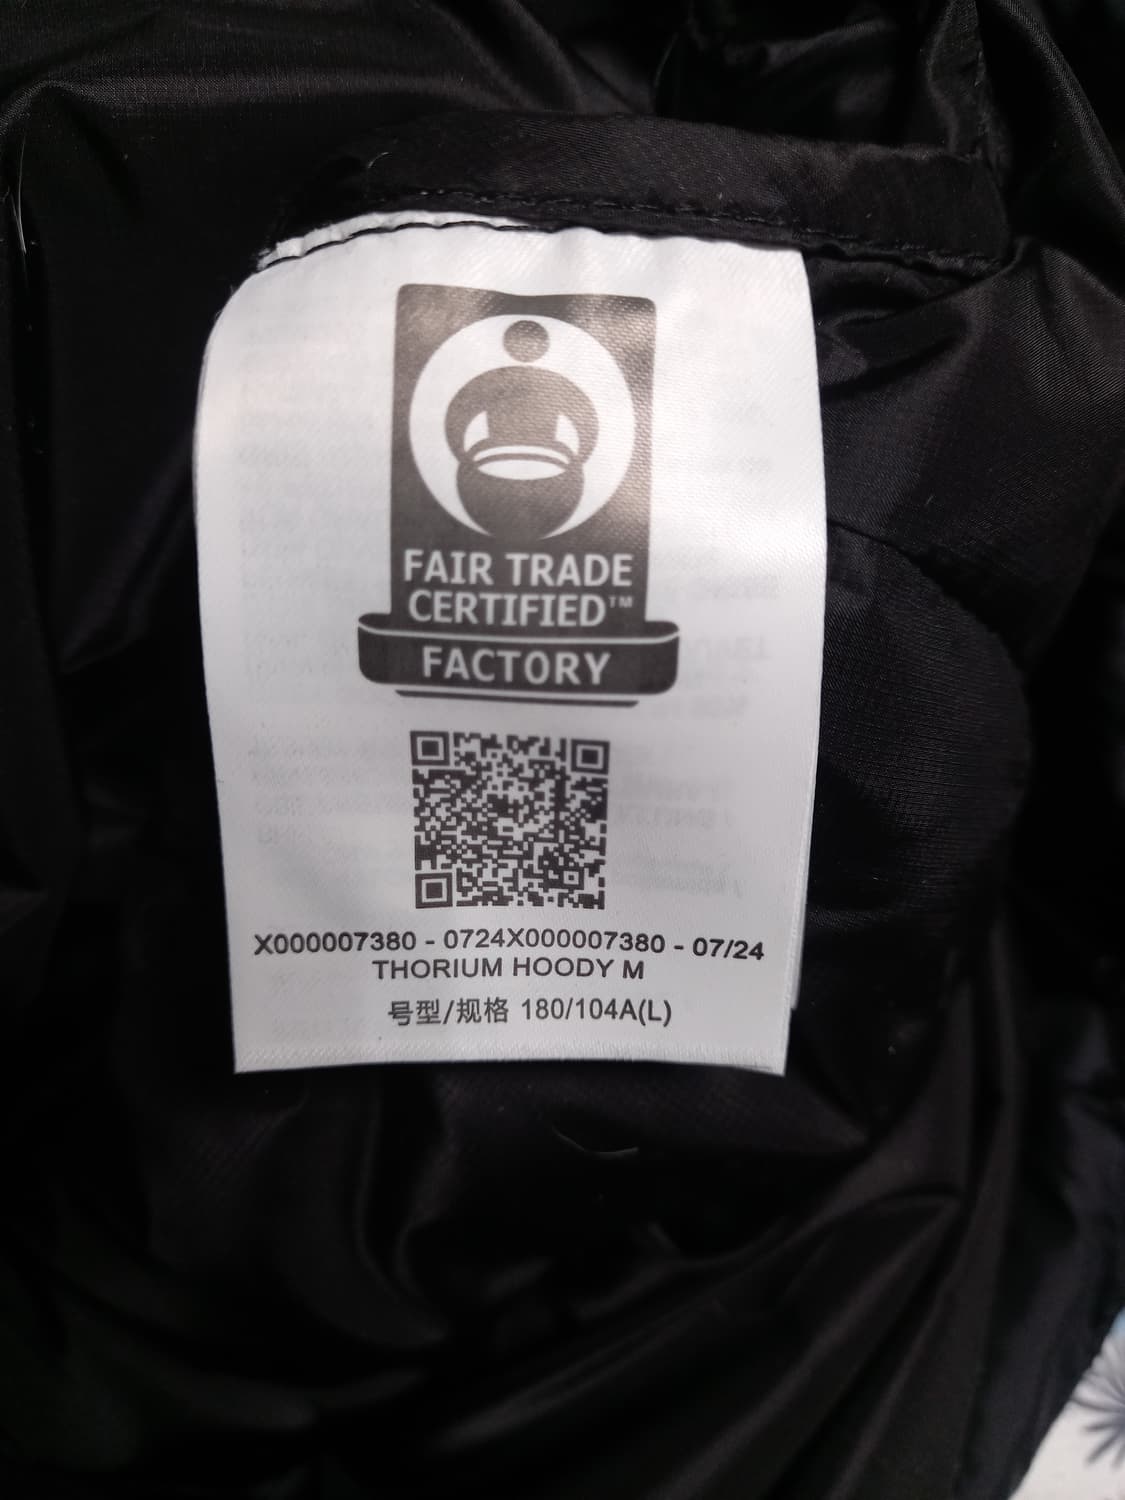 FAIR TRADE
CERTIFIED™
FACTORY
X000007380 - 0724X000007380 - 07/24
THORIUM HOODY M
号型/规格 180/104A(L)